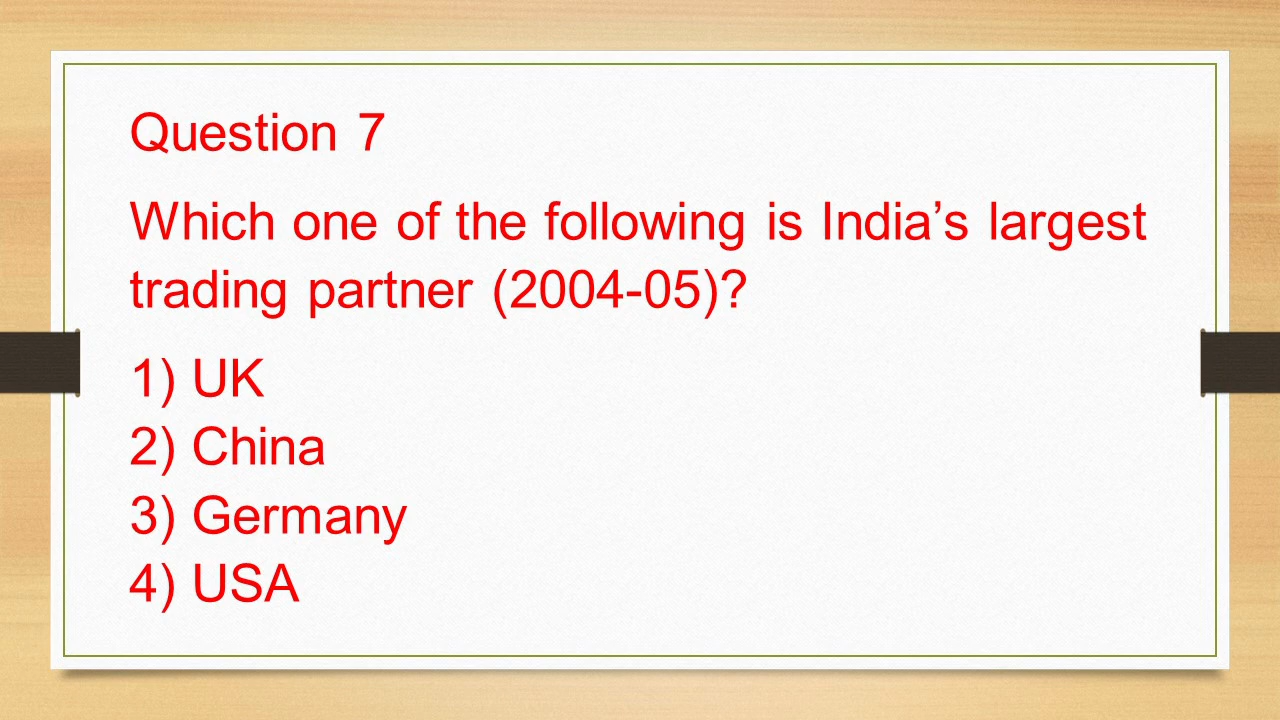 Question 7
Which one of the following is India’s largest
trading partner (2004-05)?
1) UK
2) China
3) Germany
4) USA